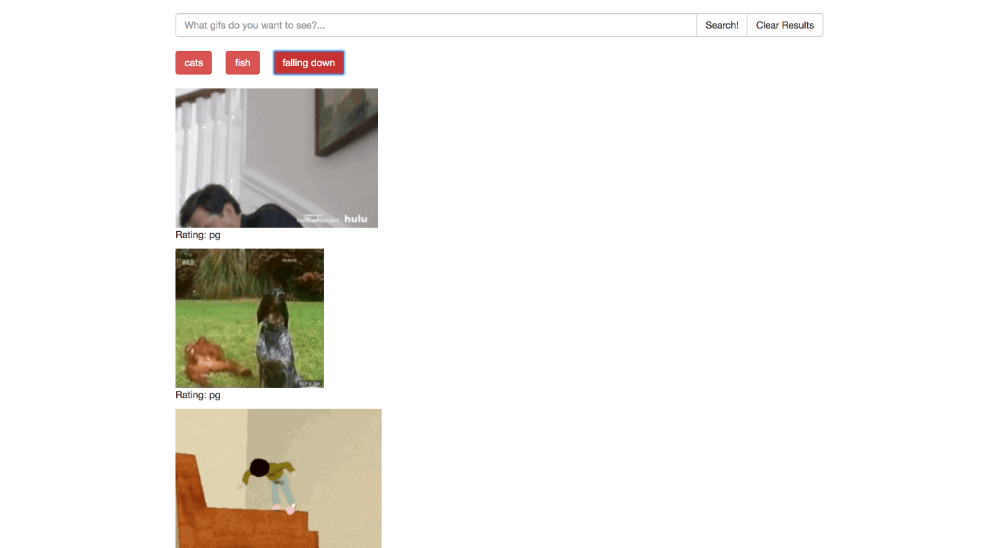 What gifs do you want to see?...
Search!
Clear Results
cats
fish
falling down
hulu
Rating: pg
WILD
Rating: pg